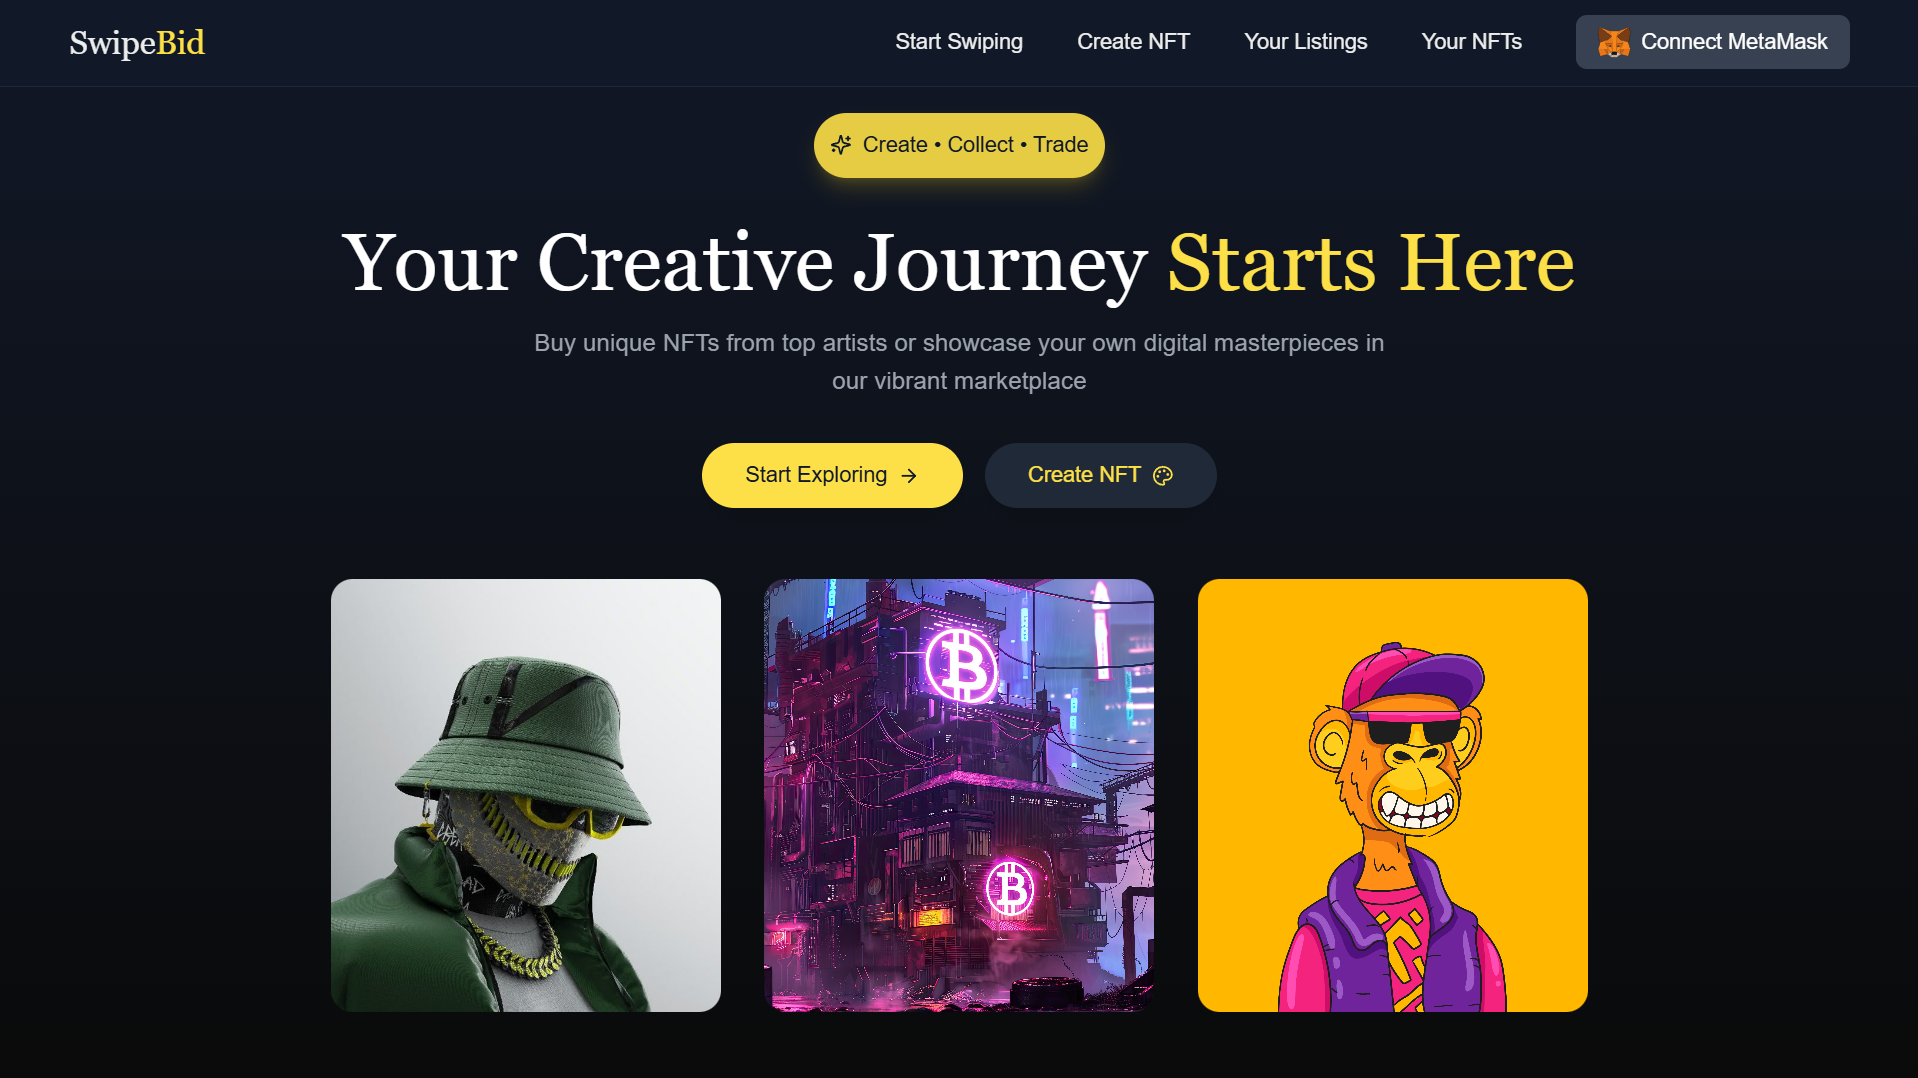 SwipeBid
Start Swiping
Create NFT
Your Listings
Your NFTs
Connect MetaMask
Create • Collect • Trade
Your Creative Journey Starts Here
Buy unique NFTs from top artists or showcase your own digital masterpieces in
our vibrant marketplace
Start Exploring
Create NFT